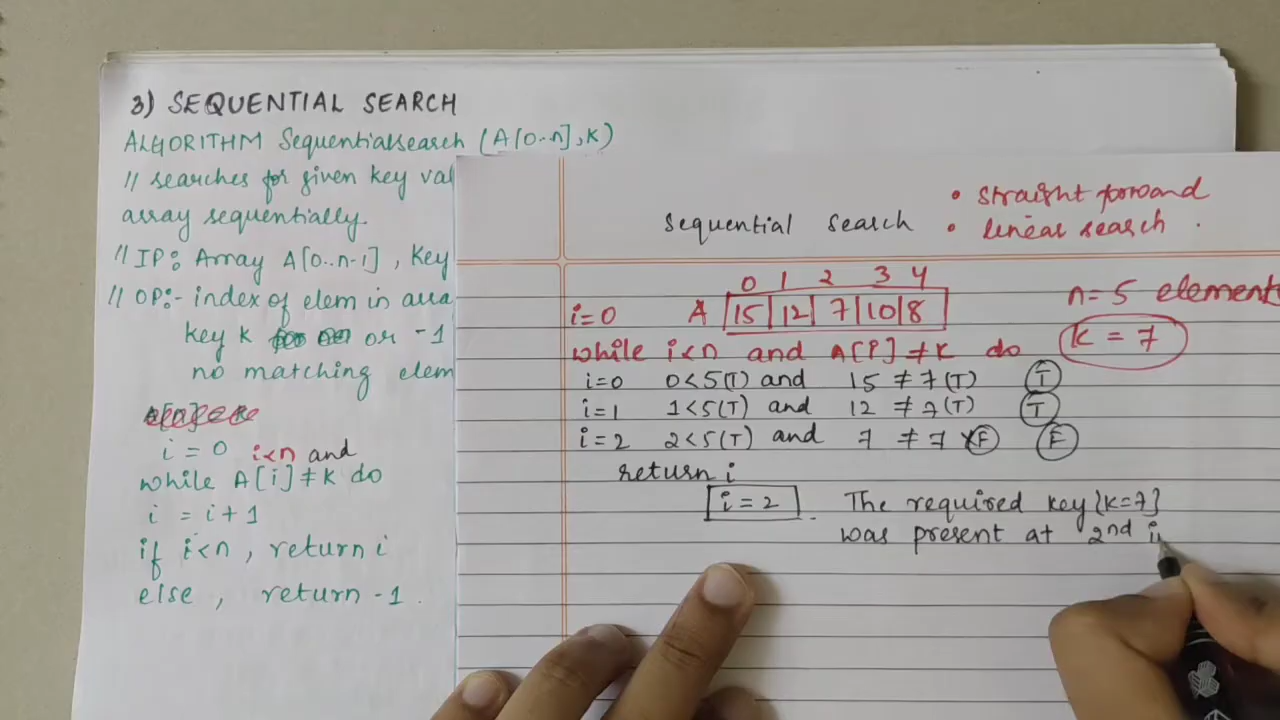 3) SEQUENTIAL SEARCH
ALGORITHM Sequentialsearch (A[0..n], K)
// searches for given key val
array sequentially.
// IP: Array A[0..n-1], Key
// OP:- index of elem in arra
key K or -1
no matching elem
i = 0 i<n and
while A[i] ≠ K do
i = i + 1
if i<n, return i
else, return -1.
sequential search
• straight forward
• linear search.
0 1 2 3 4
i=0 A 15 12 7 10 8
n=5 element
K = 7
while i<n and A[i] ≠ K do
i=0 0<5(T) and 15 ≠ 7(T) T
i=1 1<5(T) and 12 ≠ 7(T) T
i=2 2<5(T) and 7 ≠ 7 F F
return i
i = 2
The required key {K=7}
was present at 2nd i